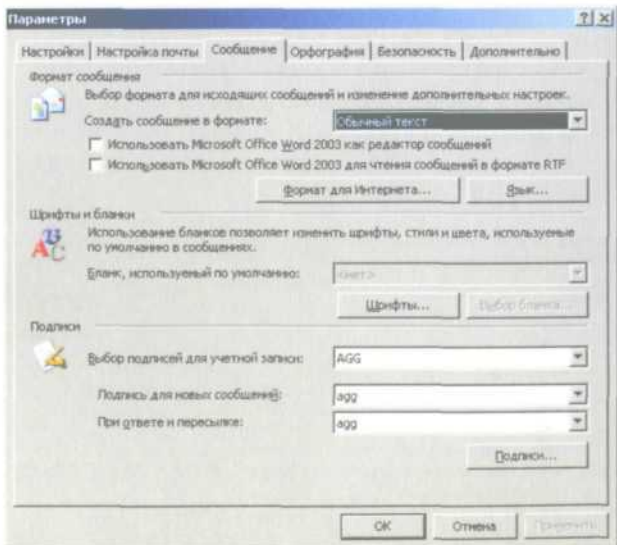 Параметры
Настройки Настройка почты Сообщение Орфография Безопасность Дополнительно
Формат сообщения
Выбор формата для исходящих сообщений и изменение дополнительных настроек.
Создать сообщение в формате: Обычный текст
Использовать Microsoft Office Word 2003 как редактор сообщений
Использовать Microsoft Office Word 2003 для чтения сообщений в формате RTF
Формат для Интернета... Язык...
Шрифты и бланки
Использование бланков позволяет изменить шрифты, стили и цвета, используемые
по умолчанию в сообщениях.
Бланк, используемый по умолчанию: <нет>
Шрифты... Выбор бланка...
Подписи
Выбор подписей для учетной записи: AGG
Подпись для новых сообщений: agg
При ответе и пересылке: agg
Подписи...
OK Отмена Применить